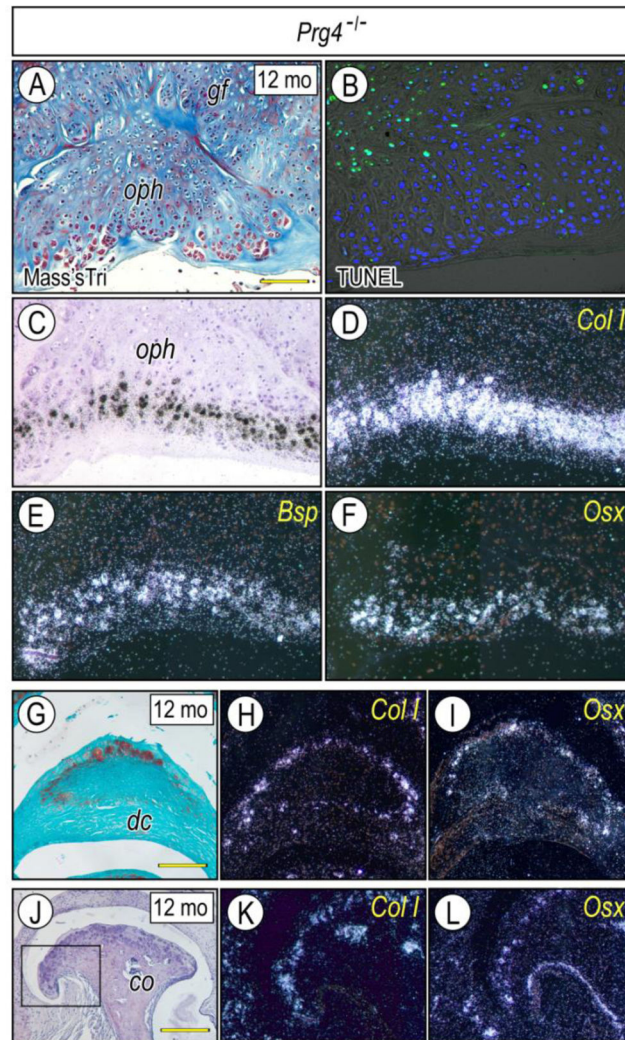 Prg4 -/-
A 12 mo B
gf
oph
Mass'sTri TUNEL
C oph D Col I
E Bsp F Osx
G 12 mo H Col I I Osx
dc
J 12 mo K Col I L Osx
co